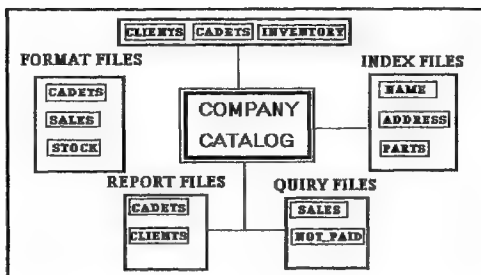 CLIENTS CADETS INVENTORY
FORMAT FILES
CADETS
SALES
STOCK
COMPANY
CATALOG
INDEX FILES
NAME
ADDRESS
PARTS
REPORT FILES
CADETS
CLIENTS
QUIRY FILES
SALES
NOT_PAID